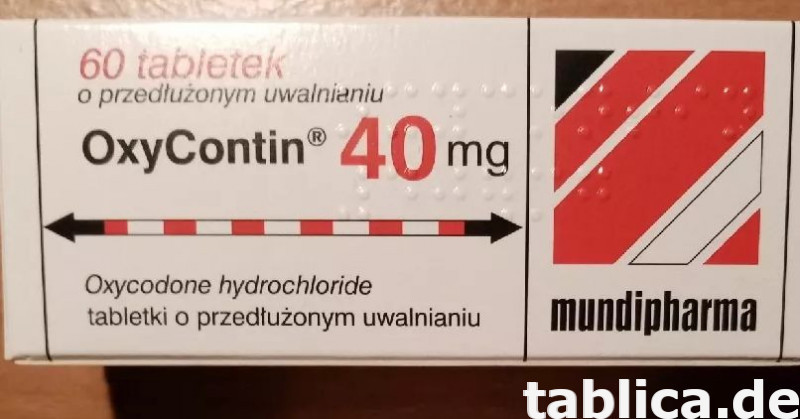 60 tabletek
o przedłużonym uwalnianiu
OxyContin® 40 mg
Oxycodone hydrochloride
tabletki o przedłużonym uwalnianiu
mundipharma
tablica.de